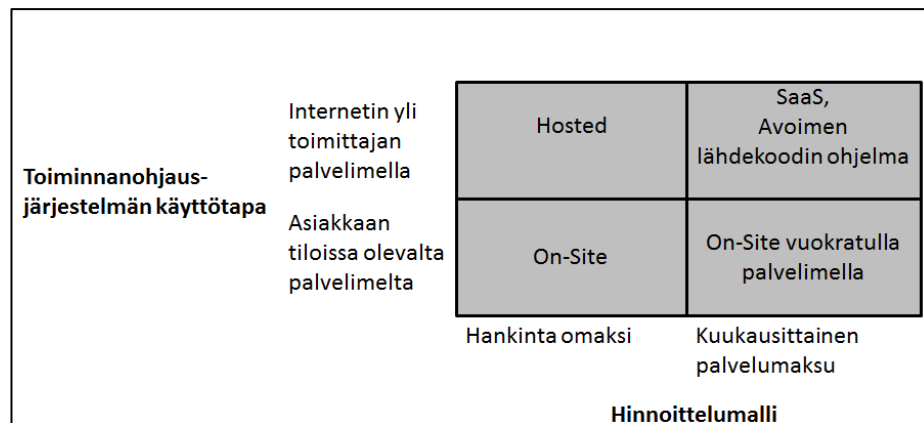 Internetin yli
toimittajan
palvelimella
Hosted
SaaS,
Avoimen
lähdekoodin ohjelma
Toiminnanohjaus-
järjestelmän käyttötapa
Asiakkaan
tiloissa olevalta
palvelimelta
On-Site
On-Site vuokratulla
palvelimella
Hankinta omaksi
Kuukausittainen
palvelumaksu
Hinnoittelumalli